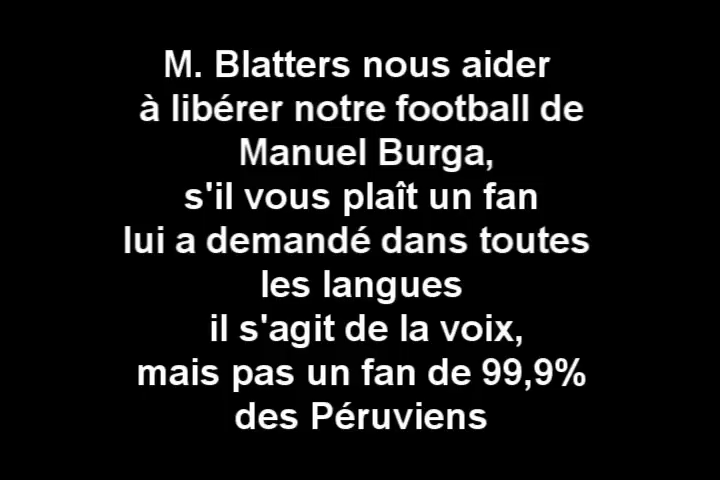 M. Blatters nous aider
à libérer notre football de
Manuel Burga,
s'il vous plaît un fan
lui a demandé dans toutes
les langues
il s'agit de la voix,
mais pas un fan de 99,9%
des Péruviens